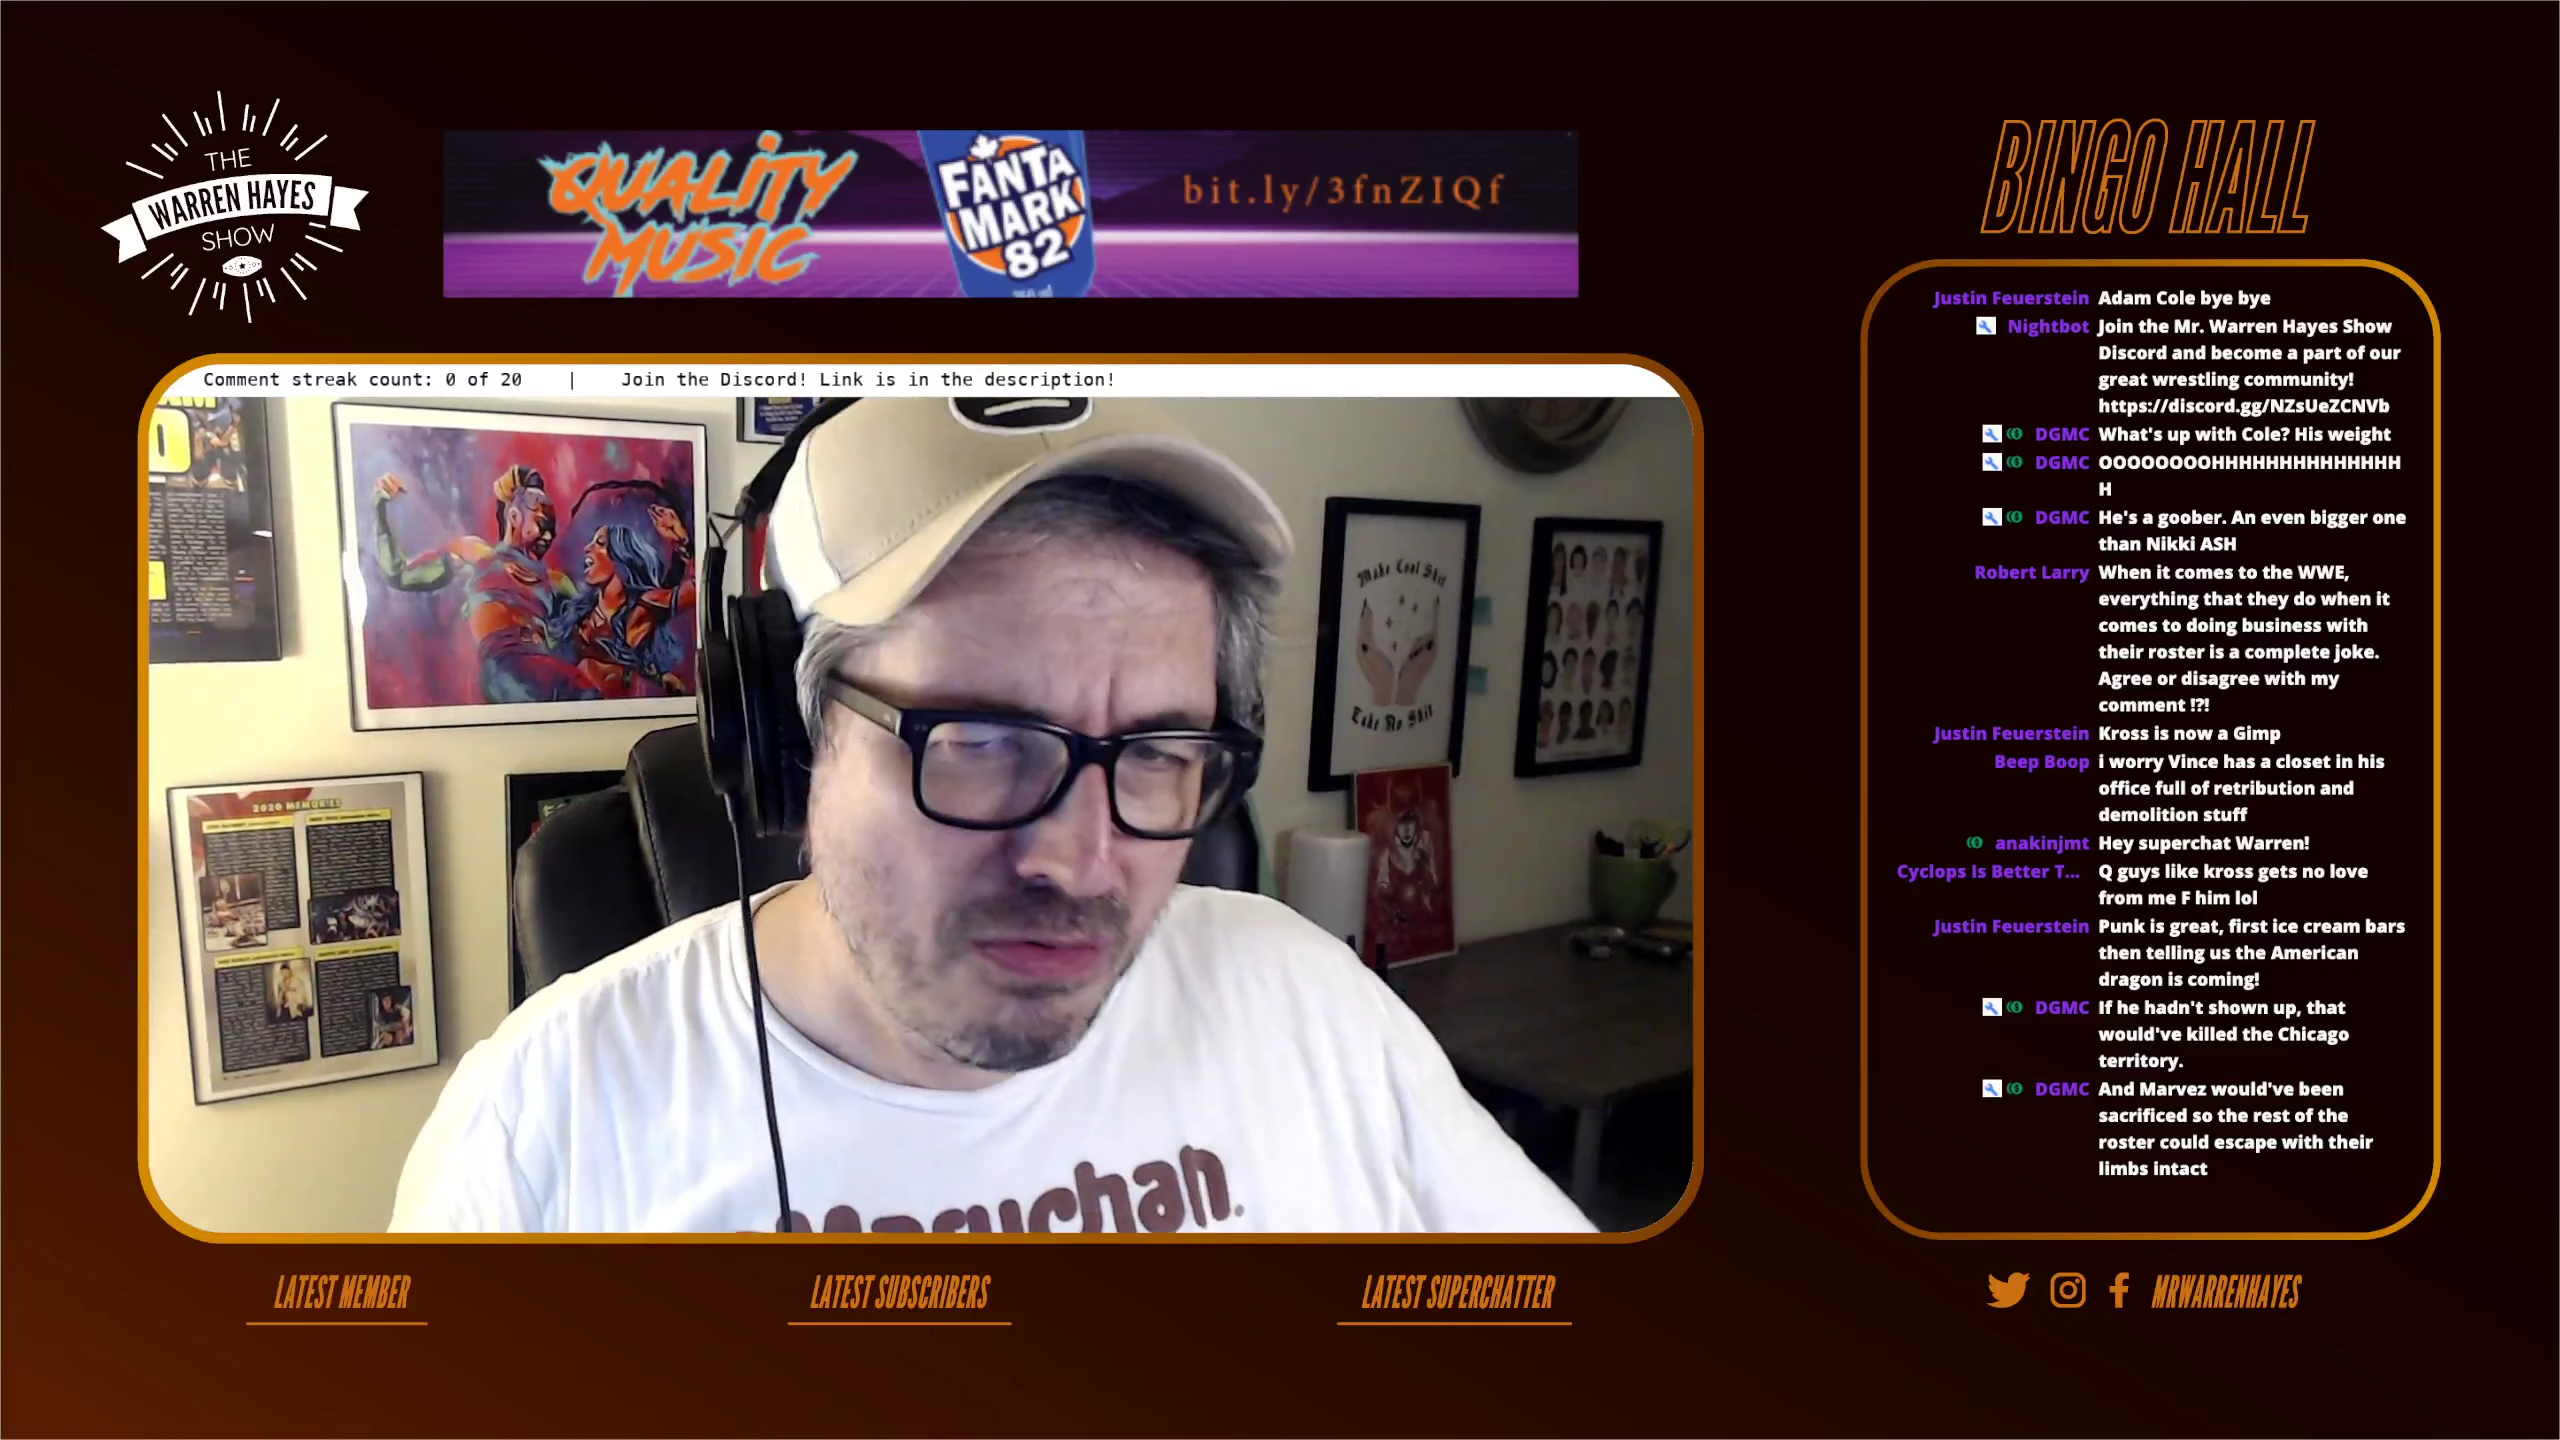 THE
WARREN HAYES
SHOW
QUALITY
MUSIC
FANTA
MARK
82
bit.ly/3fnZIQf
Comment streak count: 0 of 20 | Join the Discord! Link is in the description!
2020 MEMORIES
Make Cool Shit
Take No Shit
Maruchan.
LATEST MEMBER
LATEST SUBSCRIBERS
LATEST SUPERCHATTER
BINGO HALL
Justin Feuerstein Adam Cole bye bye
Nightbot Join the Mr. Warren Hayes Show
Discord and become a part of our
great wrestling community!
https://discord.gg/NZsUeZCNVb
DGMC What's up with Cole? His weight
DGMC OOOOOOOOHHHHHHHHHHHHHH
H
DGMC He's a goober. An even bigger one
than Nikki ASH
Robert Larry When it comes to the WWE,
everything that they do when it
comes to doing business with
their roster is a complete joke.
Agree or disagree with my
comment !?!
Justin Feuerstein Kross is now a Gimp
Beep Boop i worry Vince has a closet in his
office full of retribution and
demolition stuff
anakinjmt Hey superchat Warren!
Cyclops Is Better T... Q guys like kross gets no love
from me F him lol
Justin Feuerstein Punk is great, first ice cream bars
then telling us the American
dragon is coming!
DGMC If he hadn't shown up, that
would've killed the Chicago
territory.
DGMC And Marvez would've been
sacrificed so the rest of the
roster could escape with their
limbs intact
MRWARRENHAYES